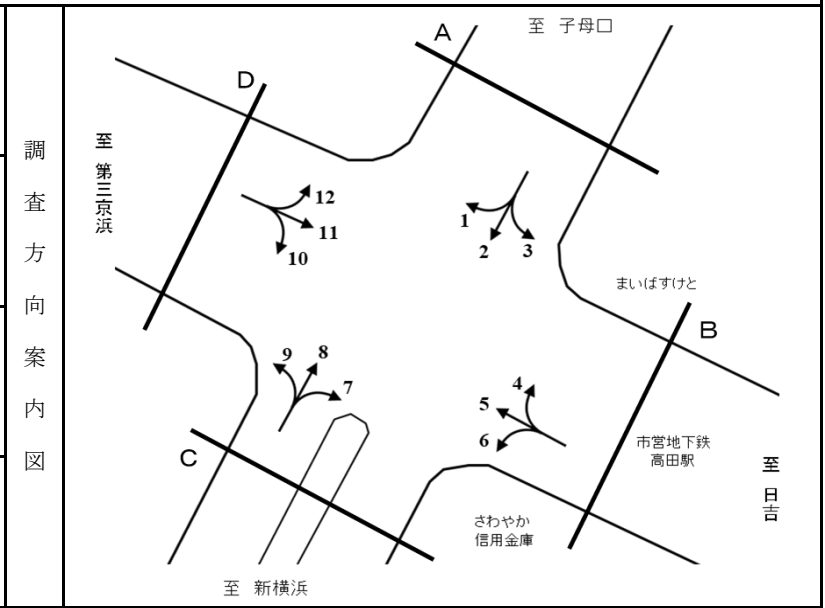 調査方向案内図
至 子母口
A
D
至 第三京浜
12
11
10
1
2
3
まいばすけと
B
9
8
7
4
5
6
市営地下鉄
高田駅
至 日吉
C
さわやか
信用金庫
至 新横浜